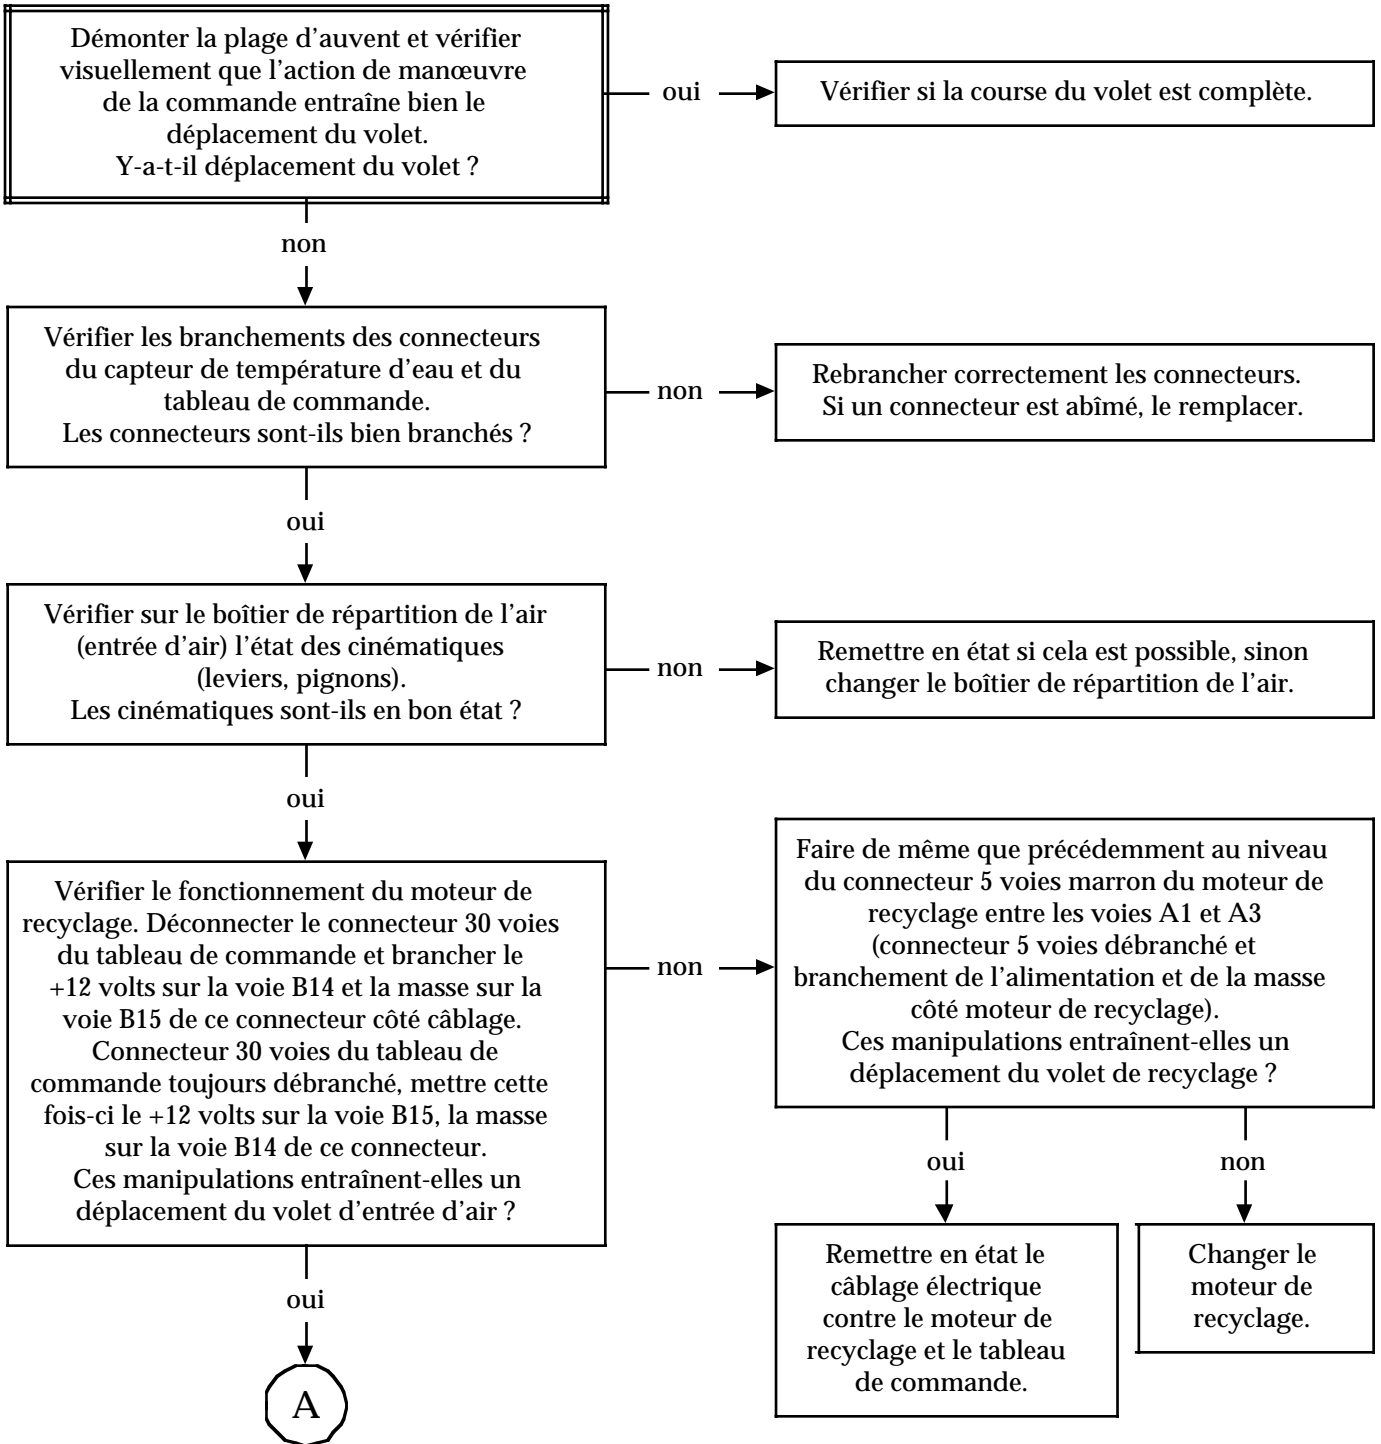 Démonter la plage d'auvent et vérifier
visuellement que l'action de manœuvre
de la commande entraîne bien le
déplacement du volet.
Y-a-t-il déplacement du volet ?
oui
Vérifier si la course du volet est complète.
non
Vérifier les branchements des connecteurs
du capteur de température d'eau et du
tableau de commande.
Les connecteurs sont-ils bien branchés ?
non
Rebrancher correctement les connecteurs.
Si un connecteur est abîmé, le remplacer.
oui
Vérifier sur le boîtier de répartition de l'air
(entrée d'air) l'état des cinématiques
(leviers, pignons).
Les cinématiques sont-ils en bon état ?
non
Remettre en état si cela est possible, sinon
changer le boîtier de répartition de l'air.
oui
Vérifier le fonctionnement du moteur de
recyclage. Déconnecter le connecteur 30 voies
du tableau de commande et brancher le
+12 volts sur la voie B14 et la masse sur la
voie B15 de ce connecteur côté câblage.
Connecteur 30 voies du tableau de
commande toujours débranché, mettre cette
fois-ci le +12 volts sur la voie B15, la masse
sur la voie B14 de ce connecteur.
Ces manipulations entraînent-elles un
déplacement du volet d'entrée d'air ?
non
Faire de même que précédemment au niveau
du connecteur 5 voies marron du moteur de
recyclage entre les voies A1 et A3
(connecteur 5 voies débranché et
branchement de l'alimentation et de la masse
côté moteur de recyclage).
Ces manipulations entraînent-elles un
déplacement du volet de recyclage ?
oui
non
Remettre en état le
câblage électrique
contre le moteur de
recyclage et le tableau
de commande.
Changer le
moteur de
recyclage.
oui
A